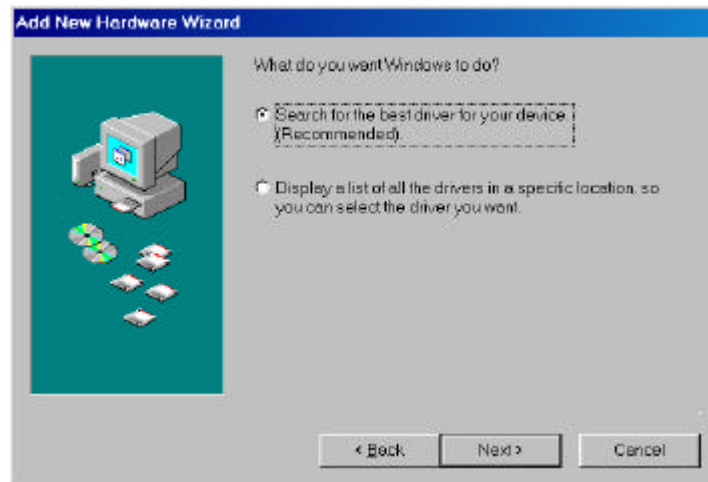 Add New Hardware Wizard
What do you want Windows to do?
Search for the best driver for your device.
(Recommended).
Display a list of all the drivers in a specific location, so
you can select the driver you want.
< Back
Next >
Cancel